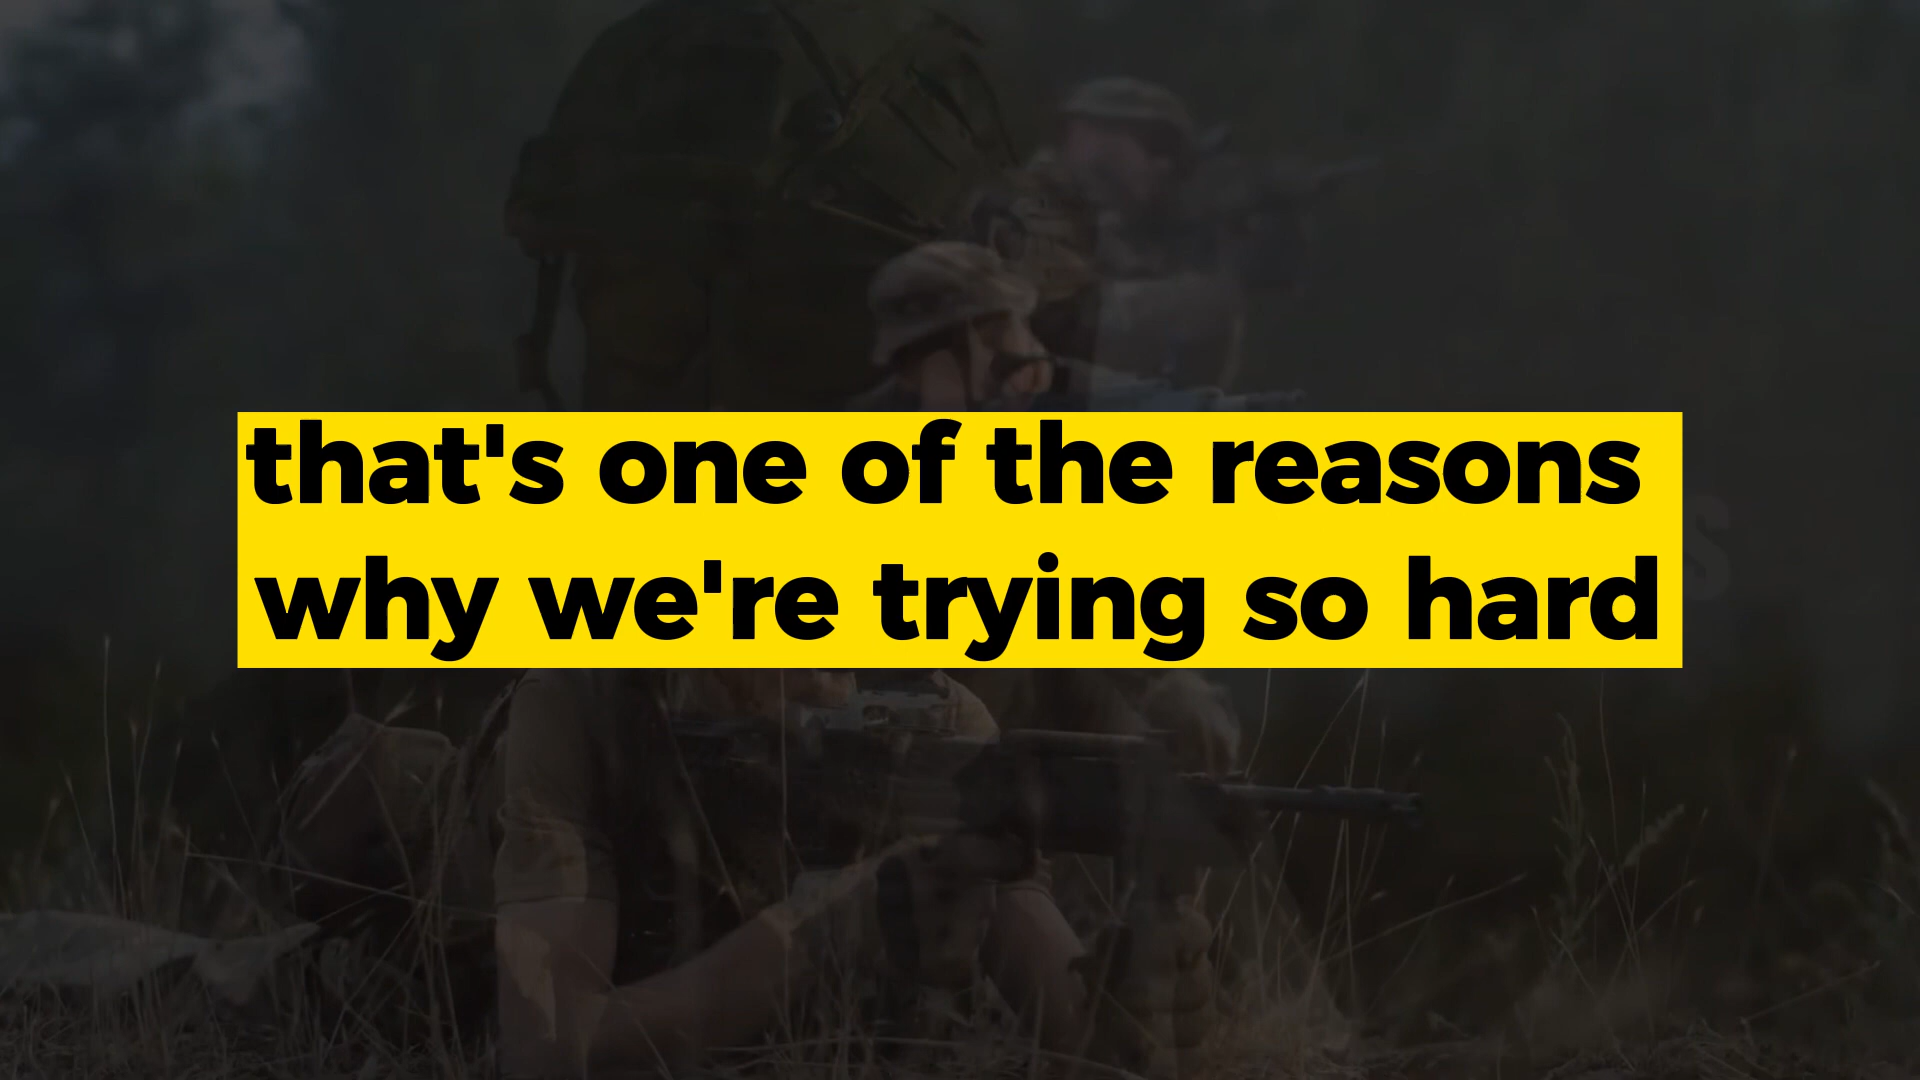 that's one of the reasons
why we're trying so hard